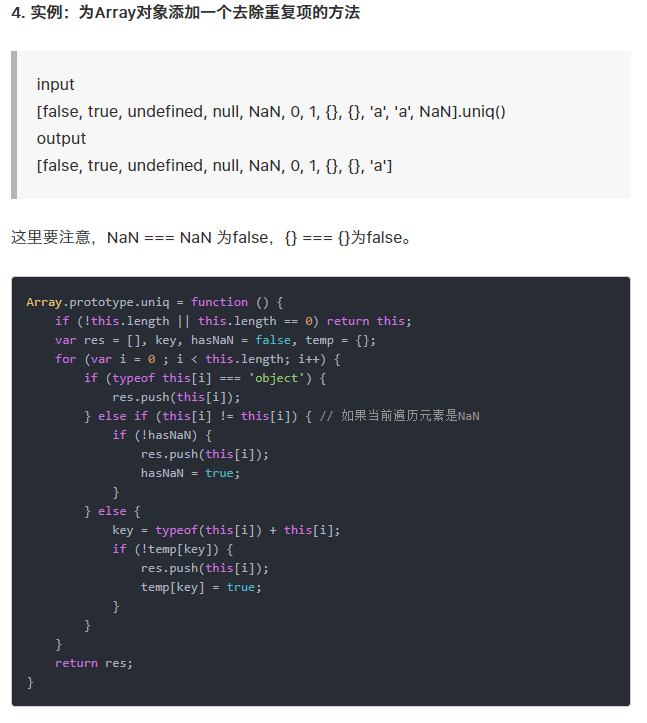 4. 实例：为Array对象添加一个去除重复项的方法
input
[false, true, undefined, null, NaN, 0, 1, {}, {}, 'a', 'a', NaN].uniq()
output
[false, true, undefined, null, NaN, 0, 1, {}, {}, 'a']
这里要注意，NaN === NaN 为false，{} === {}为false。
Array.prototype.uniq = function () {
    if (!this.length || this.length == 0) return this;
    var res = [], key, hasNaN = false, temp = {};
    for (var i = 0 ; i < this.length; i++) {
        if (typeof this[i] === 'object') {
            res.push(this[i]);
        } else if (this[i] != this[i]) { // 如果当前遍历元素是NaN
            if (!hasNaN) {
                res.push(this[i]);
                hasNaN = true;
            }
        } else {
            key = typeof(this[i]) + this[i];
            if (!temp[key]) {
                res.push(this[i]);
                temp[key] = true;
            }
        }
    }
    return res;
}